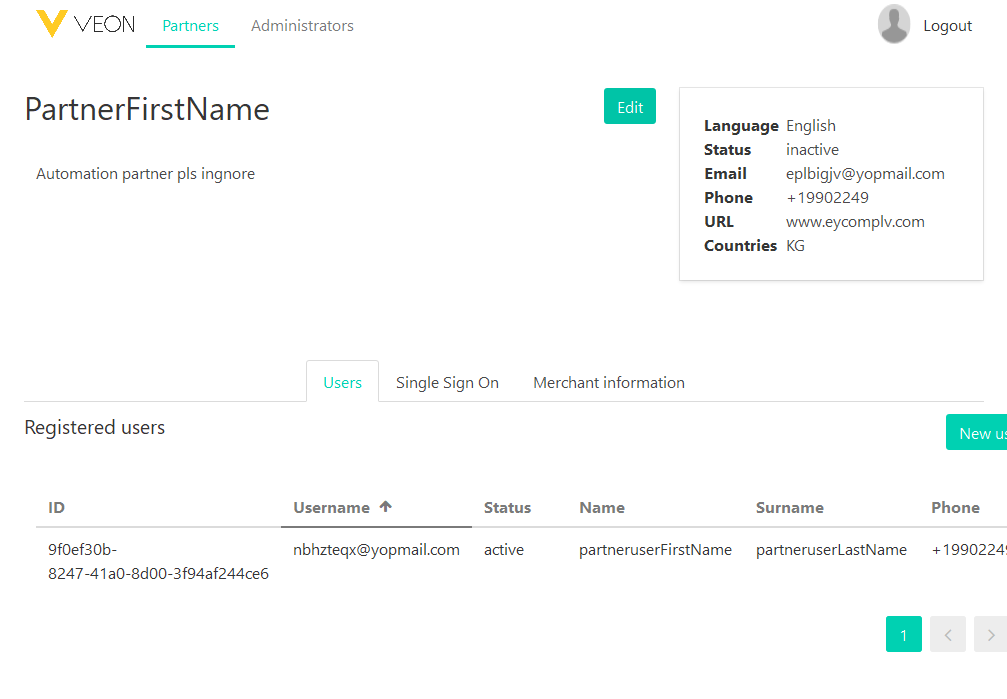 VEON Partners Administrators Logout
PartnerFirstName Edit
Automation partner pls ingnore
Language English
Status inactive
Email eplbigjv@yopmail.com
Phone +19902249
URL www.eycomplv.com
Countries KG
Users Single Sign On Merchant information
Registered users New us
ID Username Status Name Surname Phone
9f0ef30b- nbhzteqx@yopmail.com active partneruserFirstName partneruserLastName +1990224
8247-41a0-8d00-3f94af244ce6
1